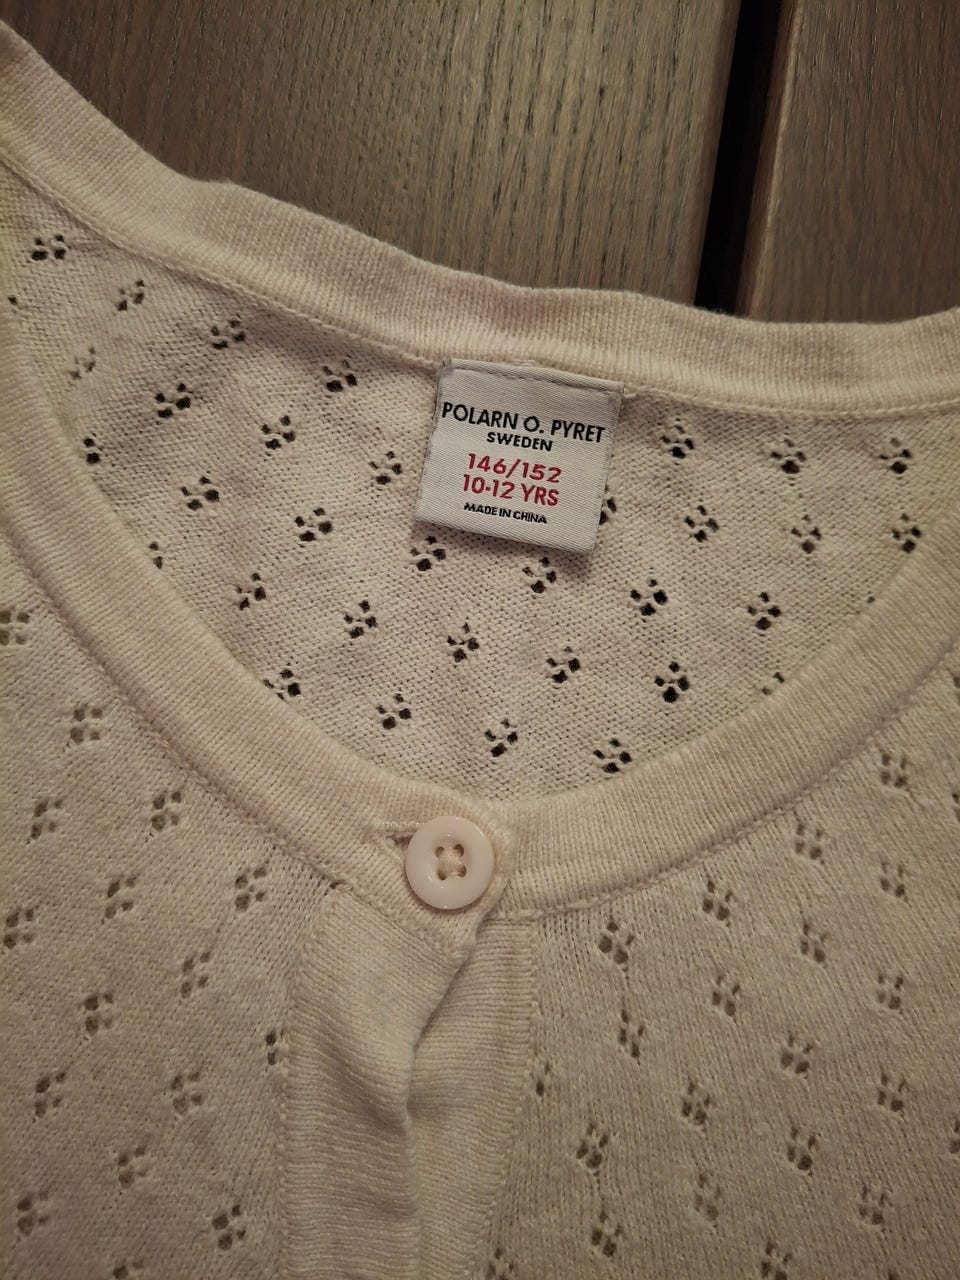 POLARN O. PYRET
SWEDEN
146/152
10-12 YRS
MADE IN CHINA